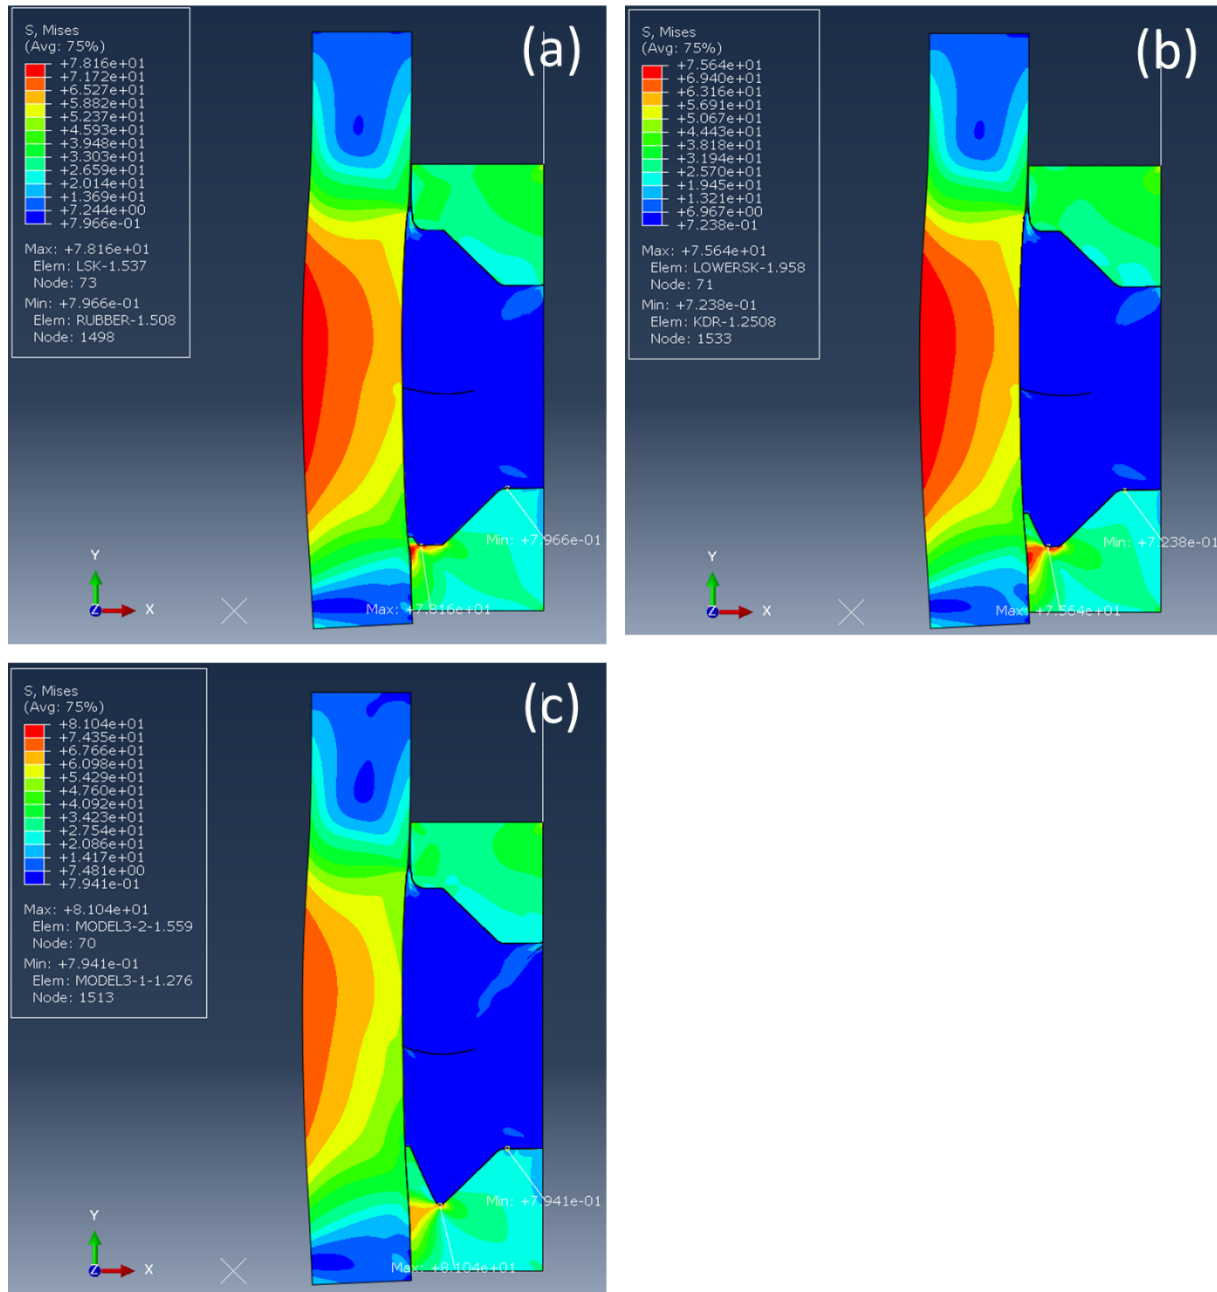 (a)
S, Mises
(Avg: 75%)
+7.816e+01
+7.172e+01
+6.527e+01
+5.882e+01
+5.237e+01
+4.593e+01
+3.948e+01
+3.303e+01
+2.659e+01
+2.014e+01
+1.369e+01
+7.244e+00
+7.966e-01
Max: +7.816e+01
Elem: LSK-1.537
Node: 73
Min: +7.966e-01
Elem: RUBBER-1.508
Node: 1498
Min: +7.966e-01
Max: +7.816e+01
Y
Z
X
(b)
S, Mises
(Avg: 75%)
+7.564e+01
+6.940e+01
+6.316e+01
+5.691e+01
+5.067e+01
+4.443e+01
+3.818e+01
+3.194e+01
+2.570e+01
+1.945e+01
+1.321e+01
+6.967e+00
+7.238e-01
Max: +7.564e+01
Elem: LOWERSK-1.958
Node: 71
Min: +7.238e-01
Elem: KDR-1.2508
Node: 1533
Min: +7.238e-01
Max: +7.564e+01
Y
Z
X
(c)
S, Mises
(Avg: 75%)
+8.104e+01
+7.435e+01
+6.766e+01
+6.098e+01
+5.429e+01
+4.760e+01
+4.092e+01
+3.423e+01
+2.754e+01
+2.086e+01
+1.417e+01
+7.481e+00
+7.941e-01
Max: +8.104e+01
Elem: MODEL3-2-1.559
Node: 70
Min: +7.941e-01
Elem: MODEL3-1-1.276
Node: 1513
Min: +7.941e-01
Max: +8.104e+01
Y
Z
X